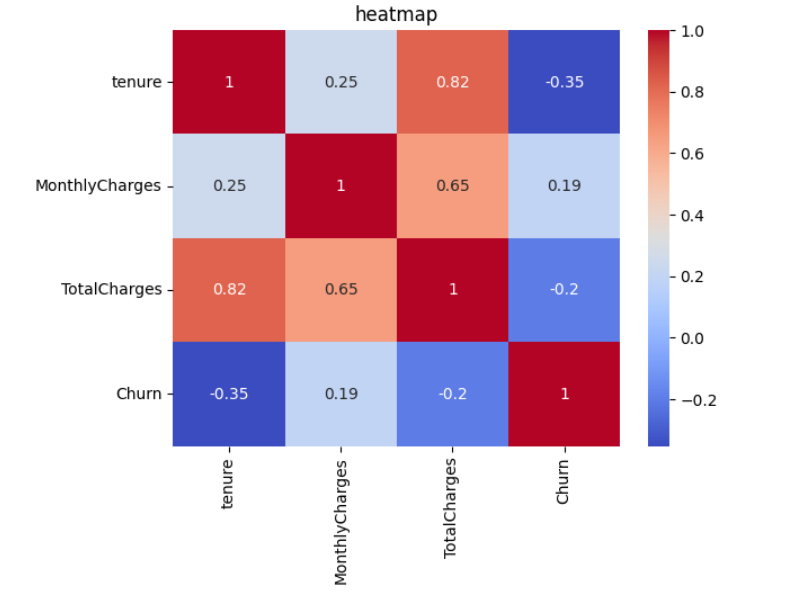 heatmap
tenure
1
0.25
0.82
-0.35
MonthlyCharges
0.25
1
0.65
0.19
TotalCharges
0.82
0.65
1
-0.2
Churn
-0.35
0.19
-0.2
1
tenure
MonthlyCharges
TotalCharges
Churn
1.0
0.8
0.6
0.4
0.2
0.0
−0.2